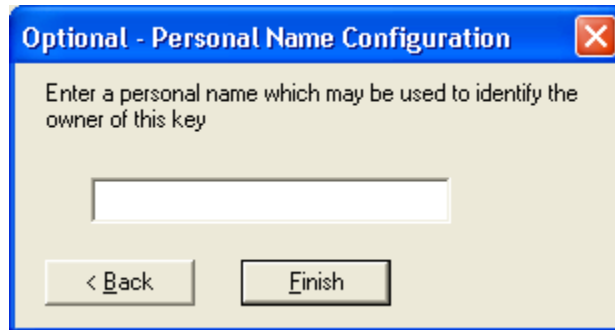 Optional - Personal Name Configuration
Enter a personal name which may be used to identify the
owner of this key
< Back
Finish